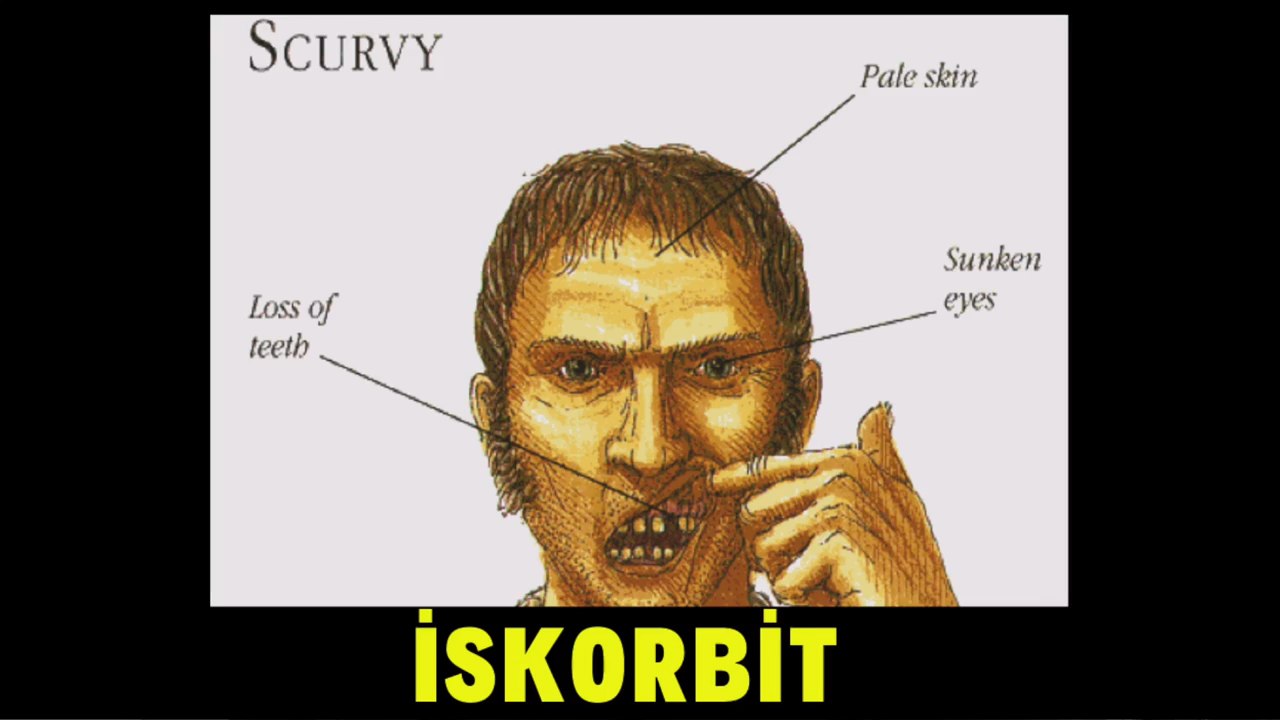 SCURVY
Pale skin
Sunken
eyes
Loss of
teeth
İSKORBİT